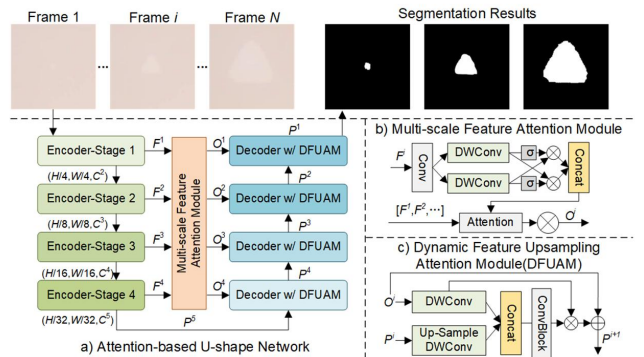 Frame 1 Frame i Frame N
Segmentation Results
... ...
P¹
Encoder-Stage 1 F¹ O¹ Decoder w/ DFUAM
(H/4,W/4,C²) P²
Encoder-Stage 2 F² O² Decoder w/ DFUAM
(H/8,W/8,C³) P³
Encoder-Stage 3 F³ O³ Decoder w/ DFUAM
(H/16,W/16,C⁴) P⁴
Encoder-Stage 4 F⁴ O⁴ Decoder w/ DFUAM
(H/32,W/32,C⁵) P⁵
Multi-scale Feature
Attention Module
a) Attention-based U-shape Network
b) Multi-scale Feature Attention Module
Fⁱ Conv DWConv σ Concat
DWConv σ
[F¹,F²,⋯] Attention Oⁱ
c) Dynamic Feature Upsampling
Attention Module(DFUAM)
Oⁱ DWConv Concat ConvBlock
Pⁱ Up-Sample
DWConv
Pⁱ⁺¹